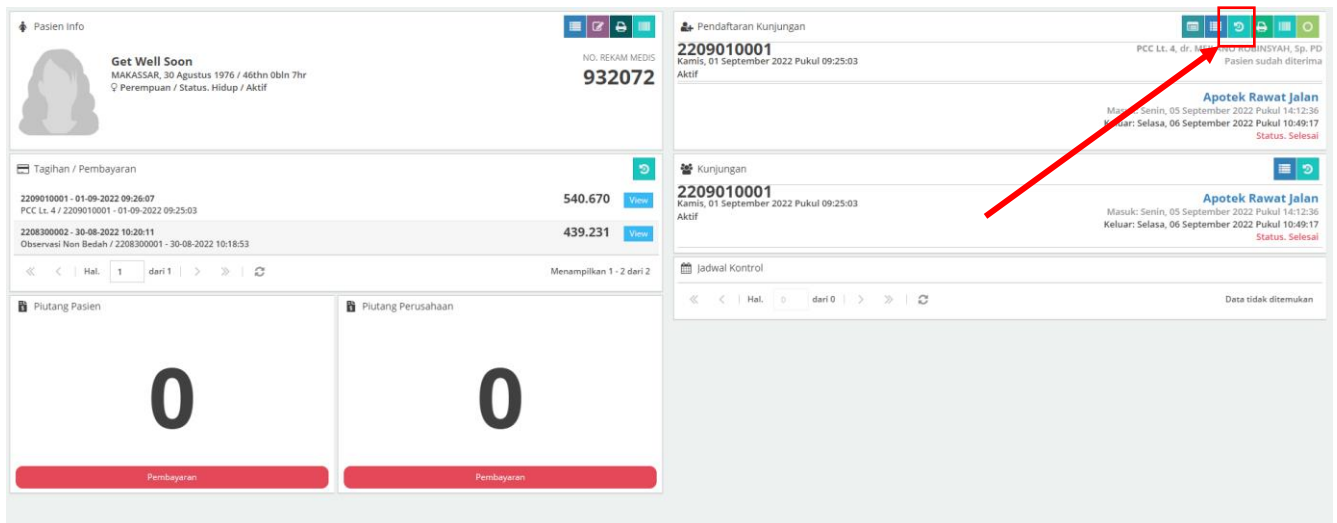 Pasien Info
Get Well Soon
MAKASSAR, 30 Agustus 1976 / 46thn 0bln 7hr
Perempuan / Status. Hidup / Aktif
NO. REKAM MEDIS
932072
Tagihan / Pembayaran
2209010001 - 01-09-2022 09:26:07
PCC Lt. 4 / 2209010001 - 01-09-2022 09:25:03
540.670 View
2208300002 - 30-08-2022 10:20:11
Observasi Non Bedah / 2208300001 - 30-08-2022 10:18:53
439.231 View
Hal. 1 dari 1
Menampilkan 1 - 2 dari 2
Piutang Pasien
0
Pembayaran
Piutang Perusahaan
0
Pembayaran
Pendaftaran Kunjungan
2209010001
Kamis, 01 September 2022 Pukul 09:25:03
Aktif
PCC Lt. 4, dr. ROBINSYAH, Sp. PD
Pasien sudah diterima
Apotek Rawat Jalan
Masuk: Senin, 05 September 2022 Pukul 14:12:36
Keluar: Selasa, 06 September 2022 Pukul 10:49:17
Status. Selesai
Kunjungan
2209010001
Kamis, 01 September 2022 Pukul 09:25:03
Aktif
Apotek Rawat Jalan
Masuk: Senin, 05 September 2022 Pukul 14:12:36
Keluar: Selasa, 06 September 2022 Pukul 10:49:17
Status. Selesai
Jadwal Kontrol
Hal. 0 dari 0
Data tidak ditemukan